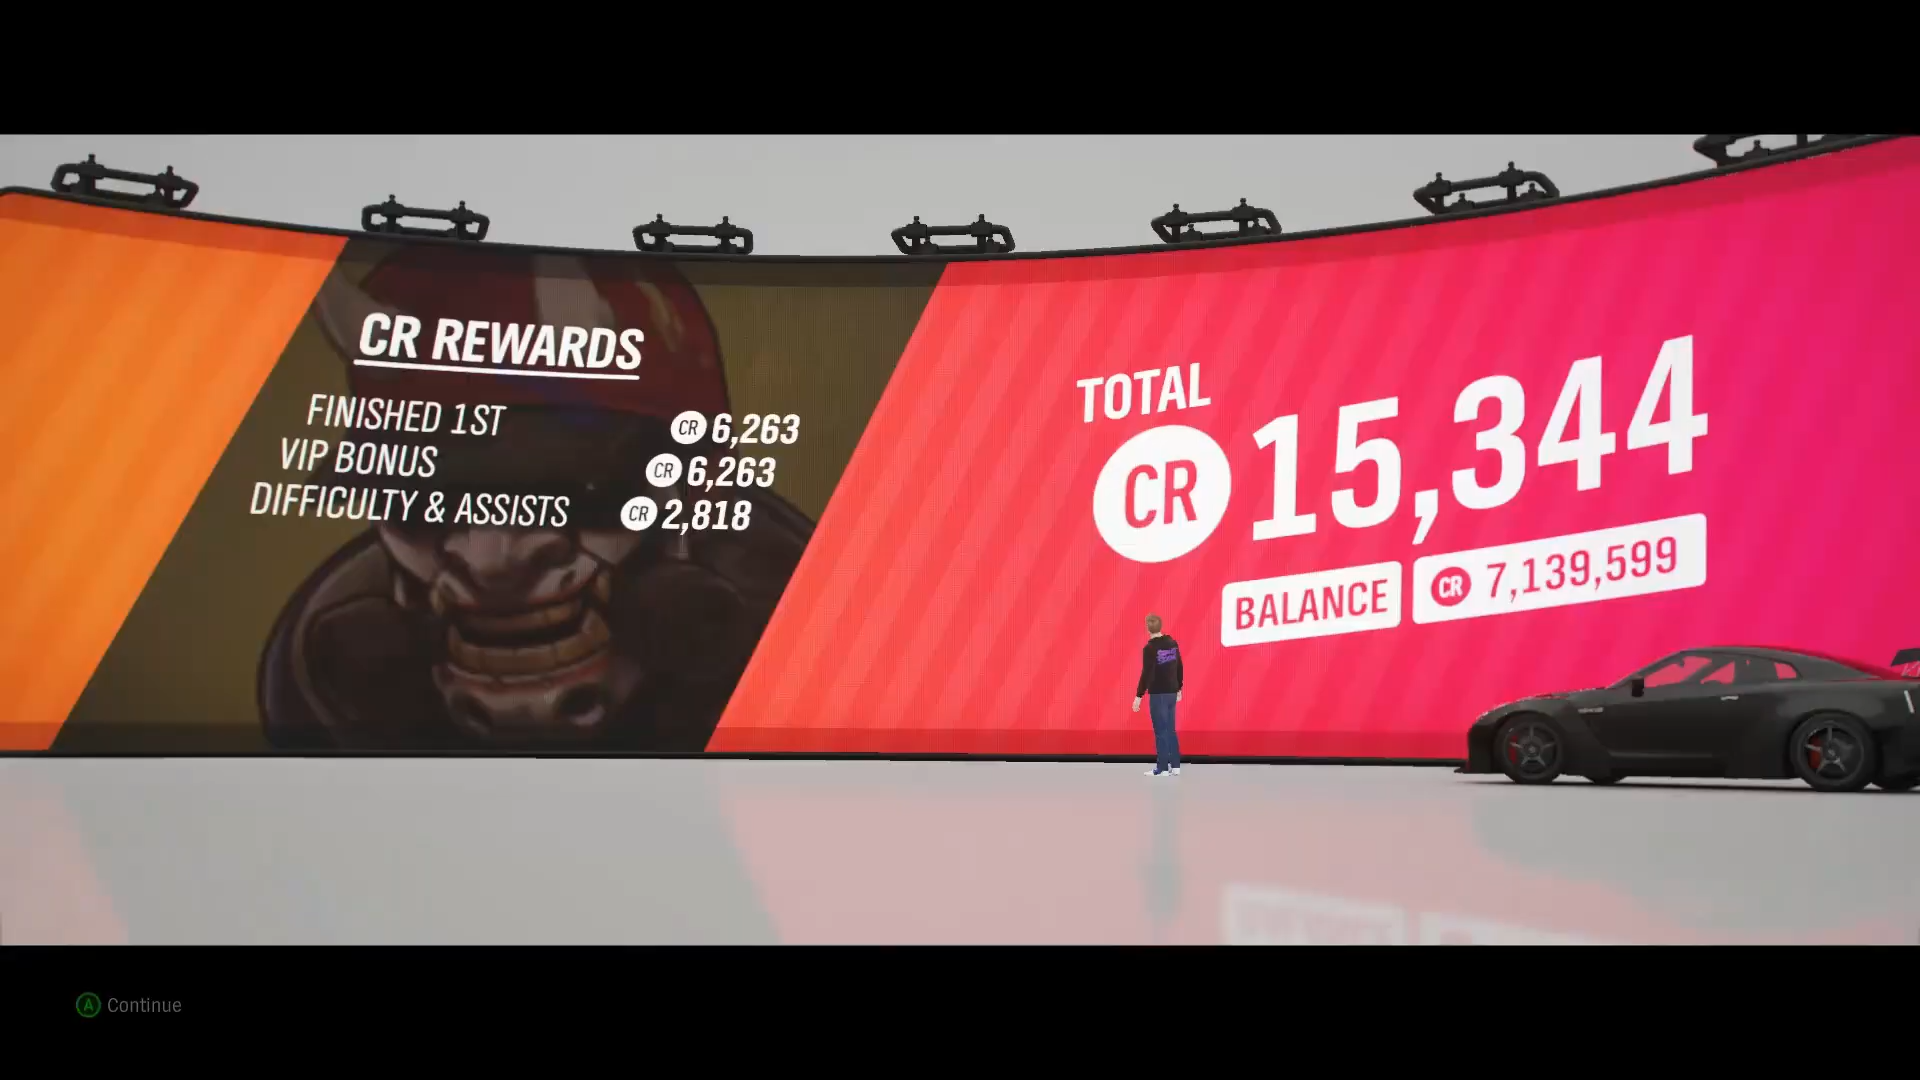 CR REWARDS
FINISHED 1ST CR 6,263
VIP BONUS CR 6,263
DIFFICULTY & ASSISTS CR 2,818
TOTAL
CR 15,344
BALANCE CR 7,139,599
A Continue